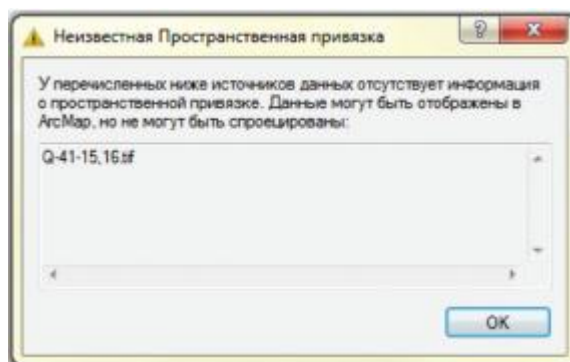 Неизвестная Пространственная привязка
У перечисленных ниже источников данных отсутствует информация
о пространственной привязке. Данные могут быть отображены в
ArcMap, но не могут быть спроецированы:
Q-41-15,16.tif
OK